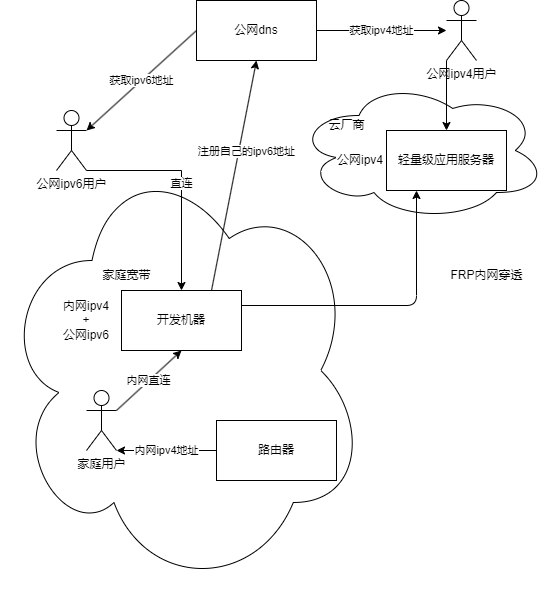 公网dns
获取ipv4地址
公网ipv4用户
获取ipv6地址
云厂商
公网ipv4
轻量级应用服务器
注册自己的ipv6地址
公网ipv6用户
直连
家庭宽带
FRP内网穿透
内网ipv4
+
公网ipv6
开发机器
内网直连
内网ipv4地址
路由器
家庭用户